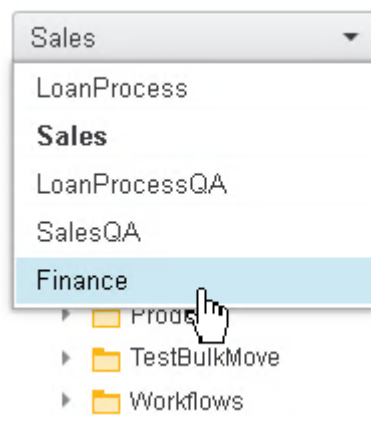 Sales
LoanProcess
Sales
LoanProcessQA
SalesQA
Finance
TestBulkMove
Workflows